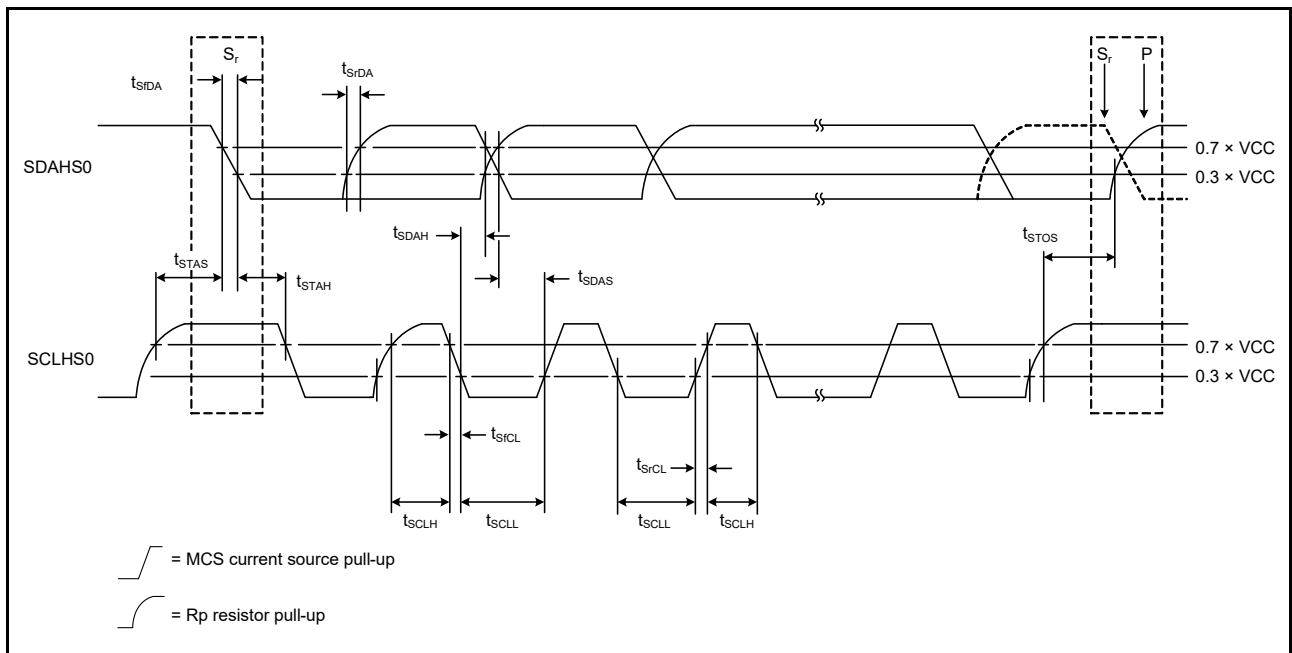 Sr
Sr P
tSfDA
tSrDA
0.7 × VCC
SDAHS0
0.3 × VCC
tSDAH
tSTOS
tSTAS
tSDAS
tSTAH
SCLHS0
0.7 × VCC
0.3 × VCC
tSfCL
tSrCL
tSCLH tSCLL tSCLL tSCLH
= MCS current source pull-up
= Rp resistor pull-up